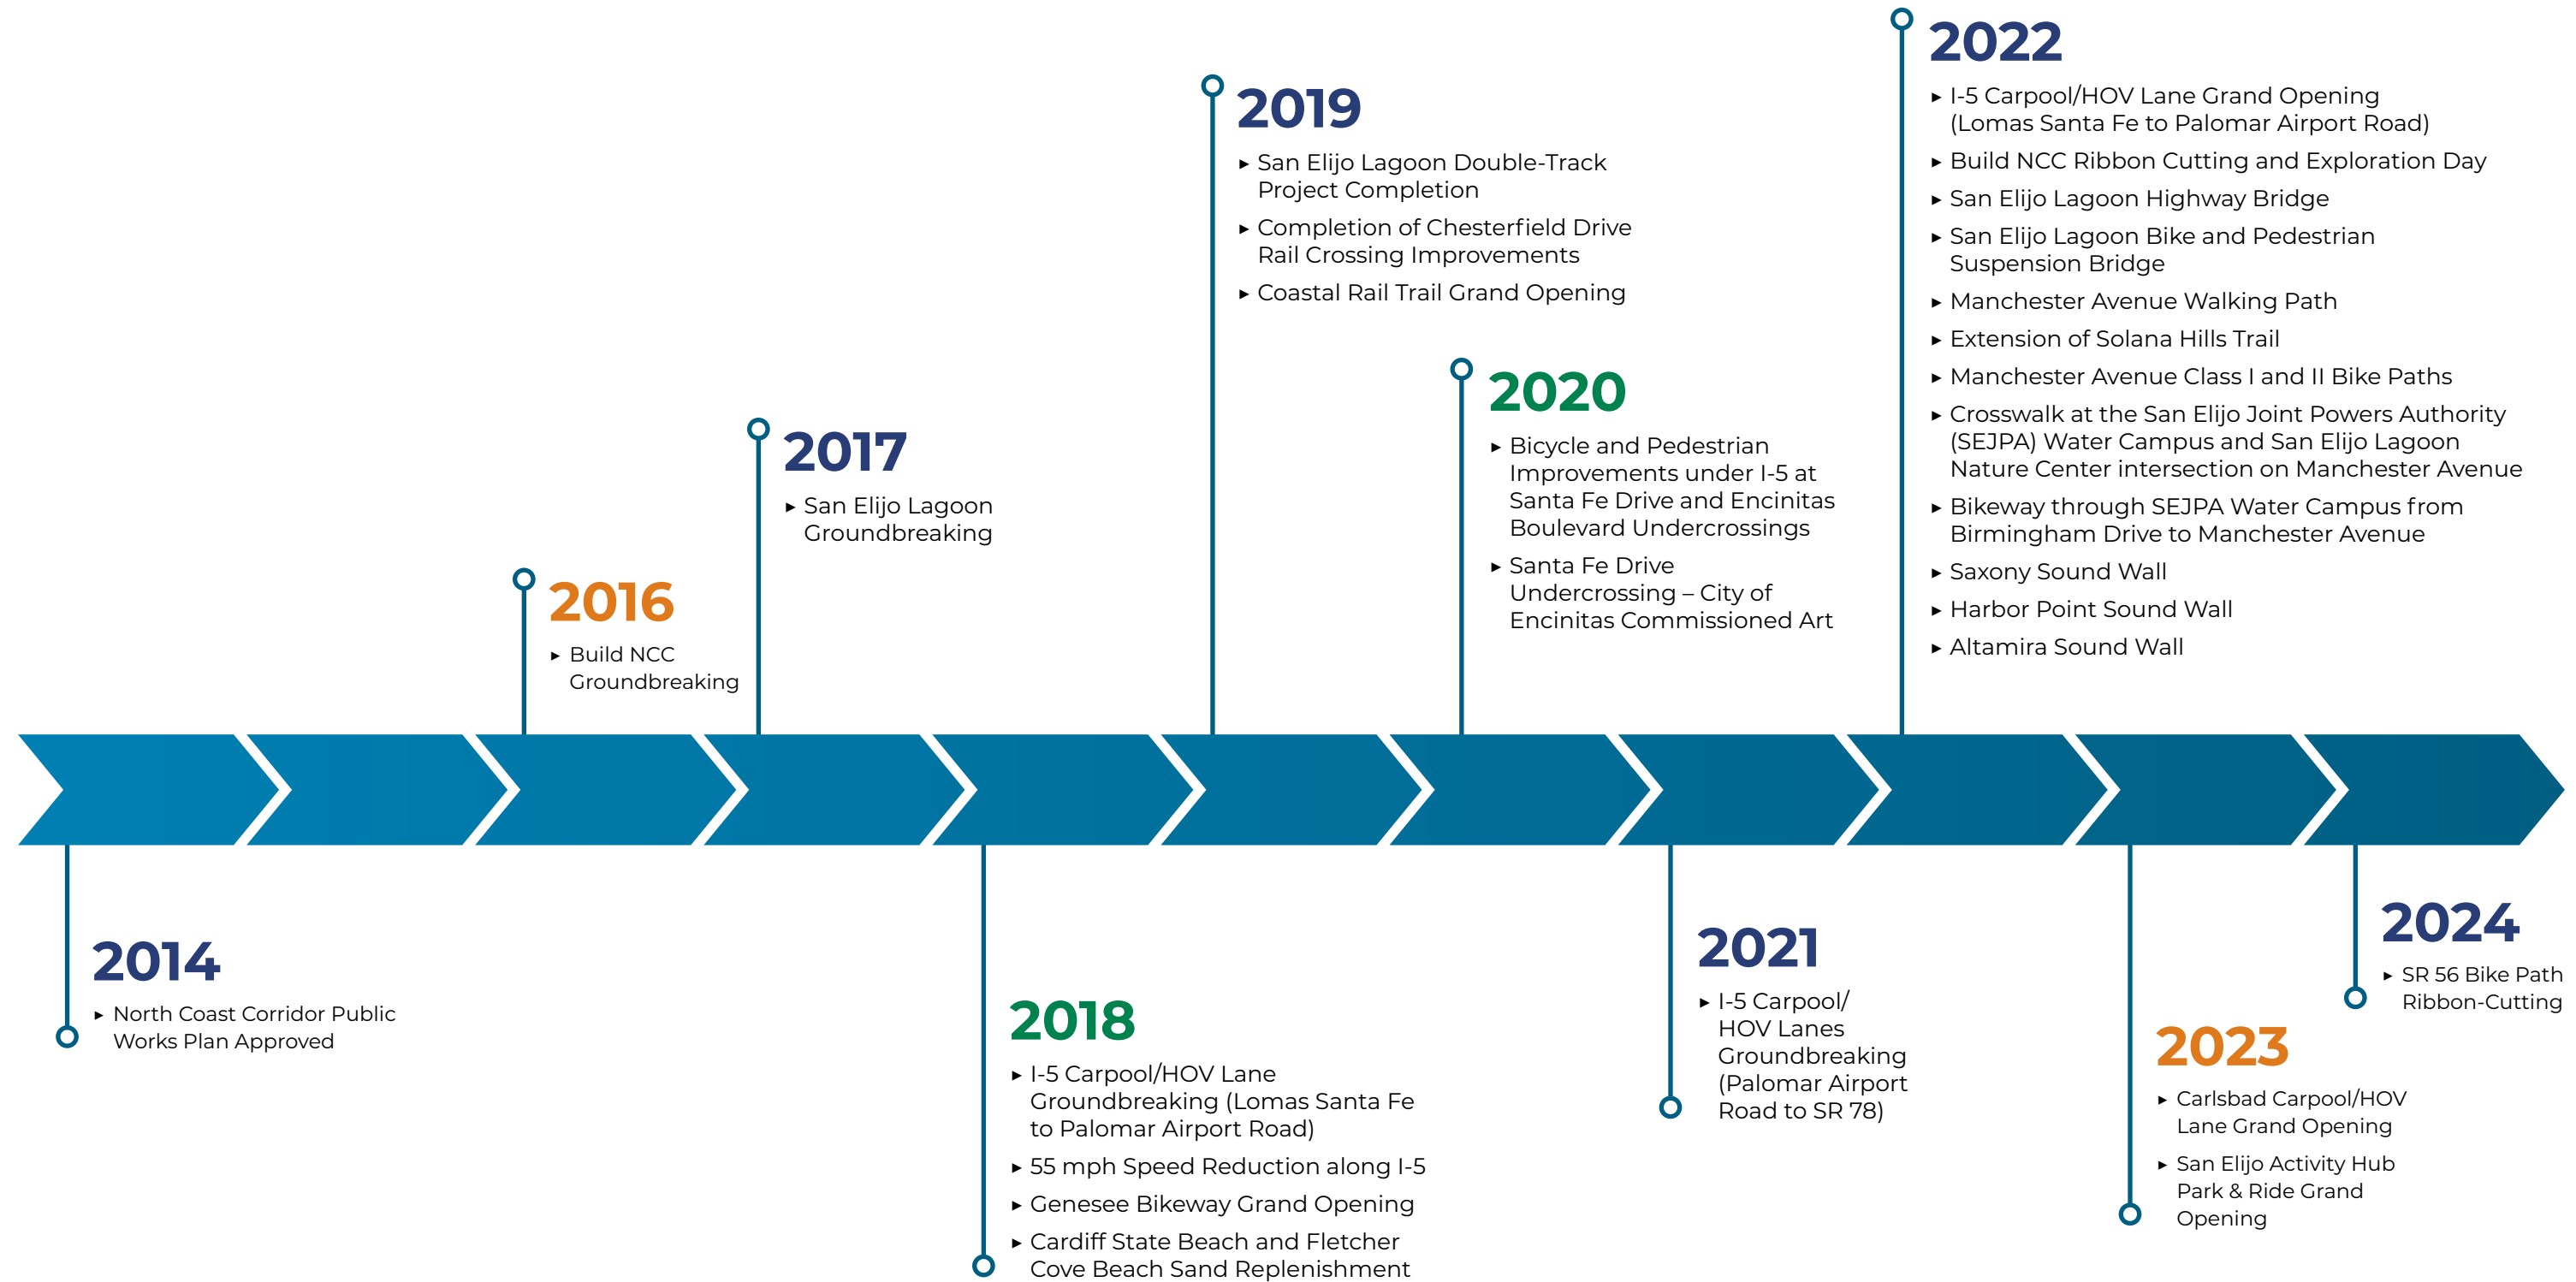 2014
▸ North Coast Corridor Public
Works Plan Approved
2016
▸ Build NCC
Groundbreaking
2017
▸ San Elijo Lagoon
Groundbreaking
2018
▸ I-5 Carpool/HOV Lane
Groundbreaking (Lomas Santa Fe
to Palomar Airport Road)
▸ 55 mph Speed Reduction along I-5
▸ Genesee Bikeway Grand Opening
▸ Cardiff State Beach and Fletcher
Cove Beach Sand Replenishment
2019
▸ San Elijo Lagoon Double-Track
Project Completion
▸ Completion of Chesterfield Drive
Rail Crossing Improvements
▸ Coastal Rail Trail Grand Opening
2020
▸ Bicycle and Pedestrian
Improvements under I-5 at
Santa Fe Drive and Encinitas
Boulevard Undercrossings
▸ Santa Fe Drive
Undercrossing – City of
Encinitas Commissioned Art
2021
▸ I-5 Carpool/
HOV Lanes
Groundbreaking
(Palomar Airport
Road to SR 78)
2022
▸ I-5 Carpool/HOV Lane Grand Opening
(Lomas Santa Fe to Palomar Airport Road)
▸ Build NCC Ribbon Cutting and Exploration Day
▸ San Elijo Lagoon Highway Bridge
▸ San Elijo Lagoon Bike and Pedestrian
Suspension Bridge
▸ Manchester Avenue Walking Path
▸ Extension of Solana Hills Trail
▸ Manchester Avenue Class I and II Bike Paths
▸ Crosswalk at the San Elijo Joint Powers Authority
(SEJPA) Water Campus and San Elijo Lagoon
Nature Center intersection on Manchester Avenue
▸ Bikeway through SEJPA Water Campus from
Birmingham Drive to Manchester Avenue
▸ Saxony Sound Wall
▸ Harbor Point Sound Wall
▸ Altamira Sound Wall
2023
▸ Carlsbad Carpool/HOV
Lane Grand Opening
▸ San Elijo Activity Hub
Park & Ride Grand
Opening
2024
▸ SR 56 Bike Path
Ribbon-Cutting